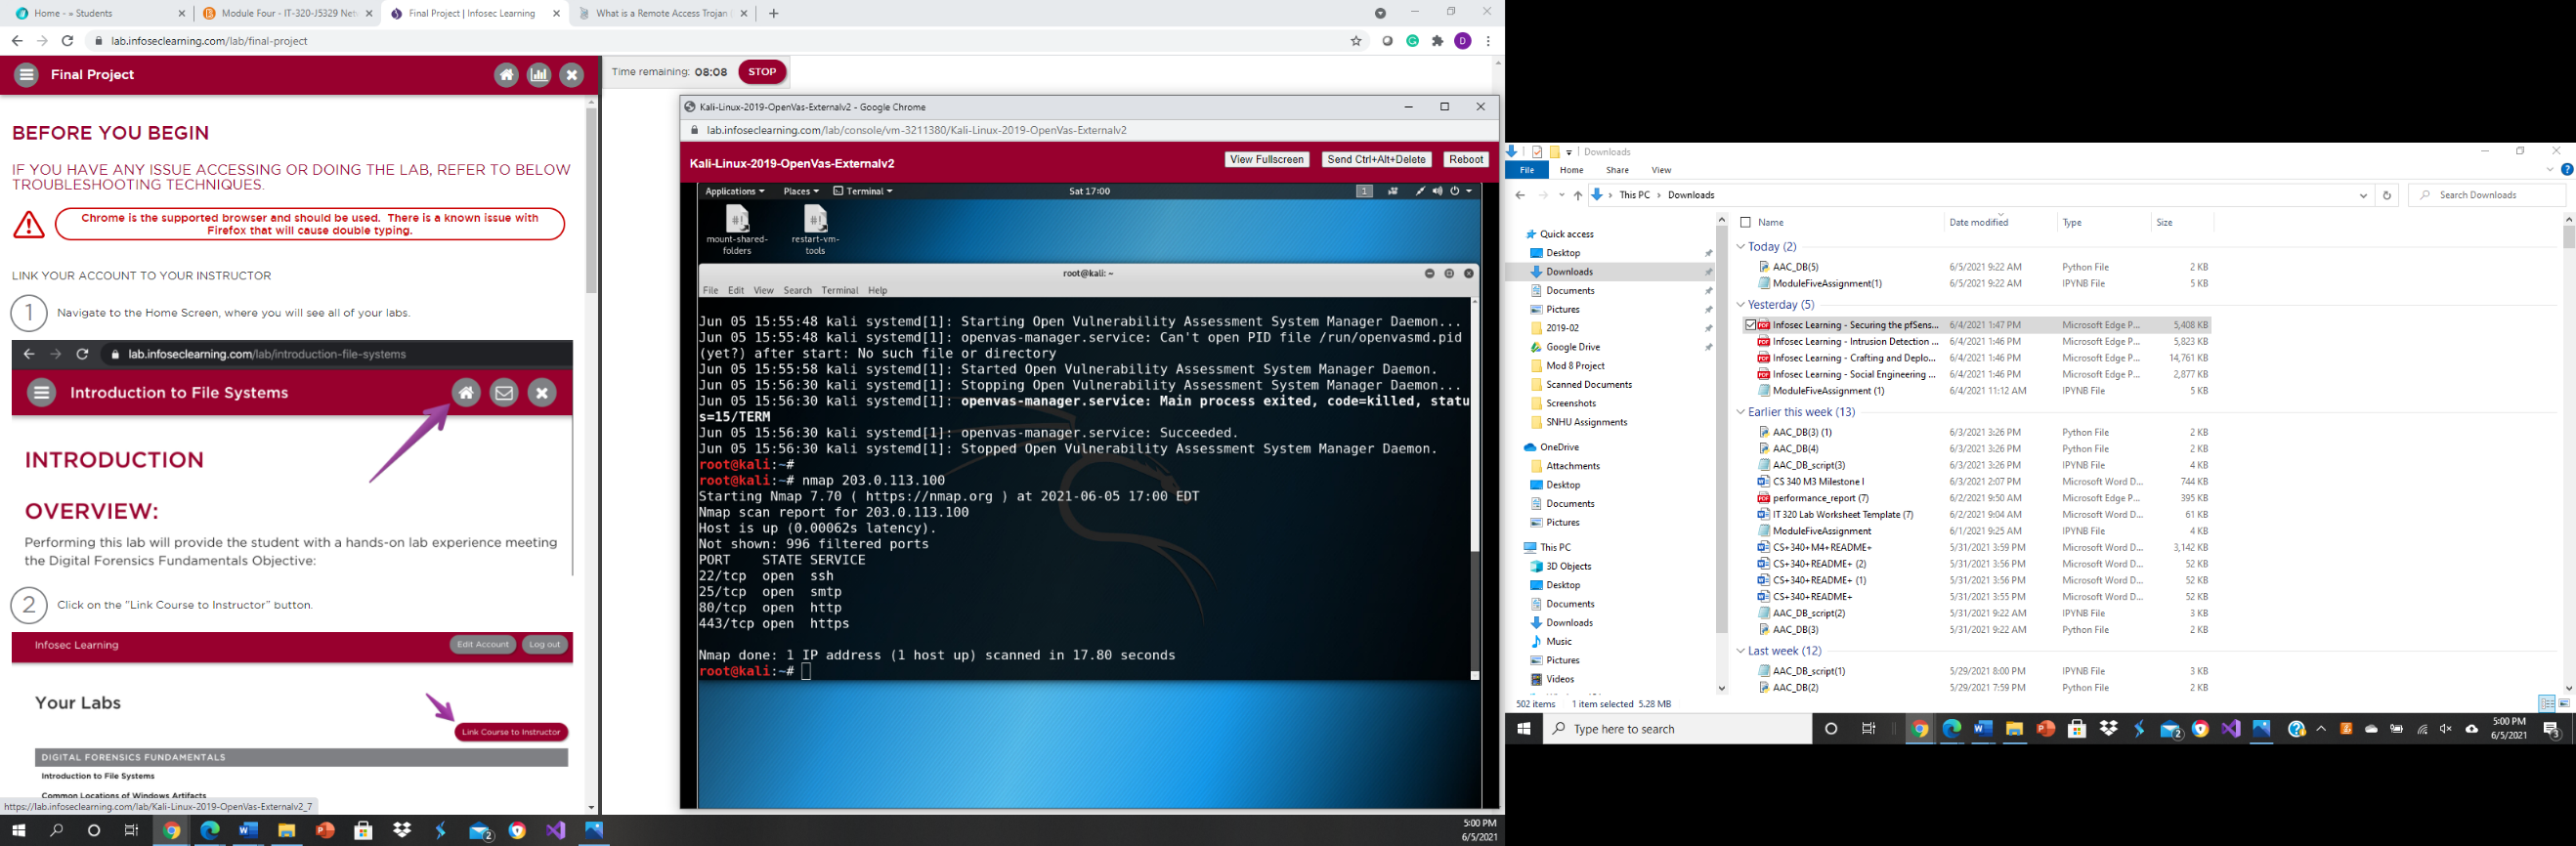 Home - » Students
Module Four - IT-320-J5329 Net
Final Project | Infosec Learning
What is a Remote Access Trojan
lab.infoseclearning.com/lab/final-project
Final Project
Time remaining: 08:08 STOP
BEFORE YOU BEGIN
IF YOU HAVE ANY ISSUE ACCESSING OR DOING THE LAB, REFER TO BELOW
TROUBLESHOOTING TECHNIQUES.
Chrome is the supported browser and should be used. There is a known issue with
Firefox that will cause double typing.
LINK YOUR ACCOUNT TO YOUR INSTRUCTOR
1 Navigate to the Home Screen, where you will see all of your labs.
lab.infoseclearning.com/lab/introduction-file-systems
Introduction to File Systems
INTRODUCTION
OVERVIEW:
Performing this lab will provide the student with a hands-on lab experience meeting
the Digital Forensics Fundamentals Objective:
2 Click on the "Link Course to Instructor" button.
Infosec Learning Edit Account Log out
Your Labs
Link Course to Instructor
DIGITAL FORENSICS FUNDAMENTALS
Introduction to File Systems
Common Locations of Windows Artifacts
https://lab.infoseclearning.com/lab/Kali-Linux-2019-OpenVas-Externalv2_7
Kali-Linux-2019-OpenVas-Externalv2 - Google Chrome
lab.infoseclearning.com/lab/console/vm-3211380/Kali-Linux-2019-OpenVas-Externalv2
Kali-Linux-2019-OpenVas-Externalv2 View Fullscreen Send Ctrl+Alt+Delete Reboot
Applications Places Terminal Sat 17:00 1
mount-shared-
folders
restart-vm-
tools
root@kali: ~
File Edit View Search Terminal Help
Jun 05 15:55:48 kali systemd[1]: Starting Open Vulnerability Assessment System Manager Daemon...
Jun 05 15:55:48 kali systemd[1]: openvas-manager.service: Can't open PID file /run/openvasmd.pid
(yet?) after start: No such file or directory
Jun 05 15:55:58 kali systemd[1]: Started Open Vulnerability Assessment System Manager Daemon.
Jun 05 15:56:30 kali systemd[1]: Stopping Open Vulnerability Assessment System Manager Daemon...
Jun 05 15:56:30 kali systemd[1]: openvas-manager.service: Main process exited, code=killed, statu
s=15/TERM
Jun 05 15:56:30 kali systemd[1]: openvas-manager.service: Succeeded.
Jun 05 15:56:30 kali systemd[1]: Stopped Open Vulnerability Assessment System Manager Daemon.
root@kali:~#
root@kali:~# nmap 203.0.113.100
Starting Nmap 7.70 ( https://nmap.org ) at 2021-06-05 17:00 EDT
Nmap scan report for 203.0.113.100
Host is up (0.00062s latency).
Not shown: 996 filtered ports
PORT STATE SERVICE
22/tcp open ssh
25/tcp open smtp
80/tcp open http
443/tcp open https
Nmap done: 1 IP address (1 host up) scanned in 17.80 seconds
root@kali:~#
5:00 PM
6/5/2021
Downloads
File Home Share View
This PC > Downloads
Search Downloads
Quick access
Desktop
Downloads
Documents
Pictures
2019-02
Google Drive
Mod 8 Project
Scanned Documents
Screenshots
SNHU Assignments
OneDrive
Attachments
Desktop
Documents
Pictures
This PC
3D Objects
Desktop
Documents
Downloads
Music
Pictures
Videos
Name Date modified Type Size
Today (2)
AAC_DB(5) 6/5/2021 9:22 AM Python File 2 KB
ModuleFiveAssignment(1) 6/5/2021 9:22 AM IPYNB File 5 KB
Yesterday (5)
Infosec Learning - Securing the pfSens... 6/4/2021 1:47 PM Microsoft Edge P... 5,408 KB
Infosec Learning - Intrusion Detection ... 6/4/2021 1:46 PM Microsoft Edge P... 5,823 KB
Infosec Learning - Crafting and Deplo... 6/4/2021 1:46 PM Microsoft Edge P... 14,761 KB
Infosec Learning - Social Engineering ... 6/4/2021 1:46 PM Microsoft Edge P... 2,877 KB
ModuleFiveAssignment (1) 6/4/2021 11:12 AM IPYNB File 5 KB
Earlier this week (13)
AAC_DB(3) (1) 6/3/2021 3:26 PM Python File 2 KB
AAC_DB(4) 6/3/2021 3:26 PM Python File 2 KB
AAC_DB_script(3) 6/3/2021 3:26 PM IPYNB File 4 KB
CS 340 M3 Milestone I 6/3/2021 2:07 PM Microsoft Word D... 744 KB
performance_report (7) 6/2/2021 9:50 AM Microsoft Edge P... 395 KB
IT 320 Lab Worksheet Template (7) 6/2/2021 9:04 AM Microsoft Word D... 61 KB
ModuleFiveAssignment 6/1/2021 9:25 AM IPYNB File 4 KB
CS+340+M4+README+ 5/31/2021 3:59 PM Microsoft Word D... 3,142 KB
CS+340+README+ (2) 5/31/2021 3:56 PM Microsoft Word D... 52 KB
CS+340+README+ (1) 5/31/2021 3:56 PM Microsoft Word D... 52 KB
CS+340+README+ 5/31/2021 3:55 PM Microsoft Word D... 52 KB
AAC_DB_script(2) 5/31/2021 9:22 AM IPYNB File 3 KB
AAC_DB(3) 5/31/2021 9:22 AM Python File 2 KB
Last week (12)
AAC_DB_script(1) 5/29/2021 8:00 PM IPYNB File 3 KB
AAC_DB(2) 5/29/2021 7:59 PM Python File 2 KB
502 items 1 item selected 5.28 MB
Type here to search
5:00 PM
6/5/2021